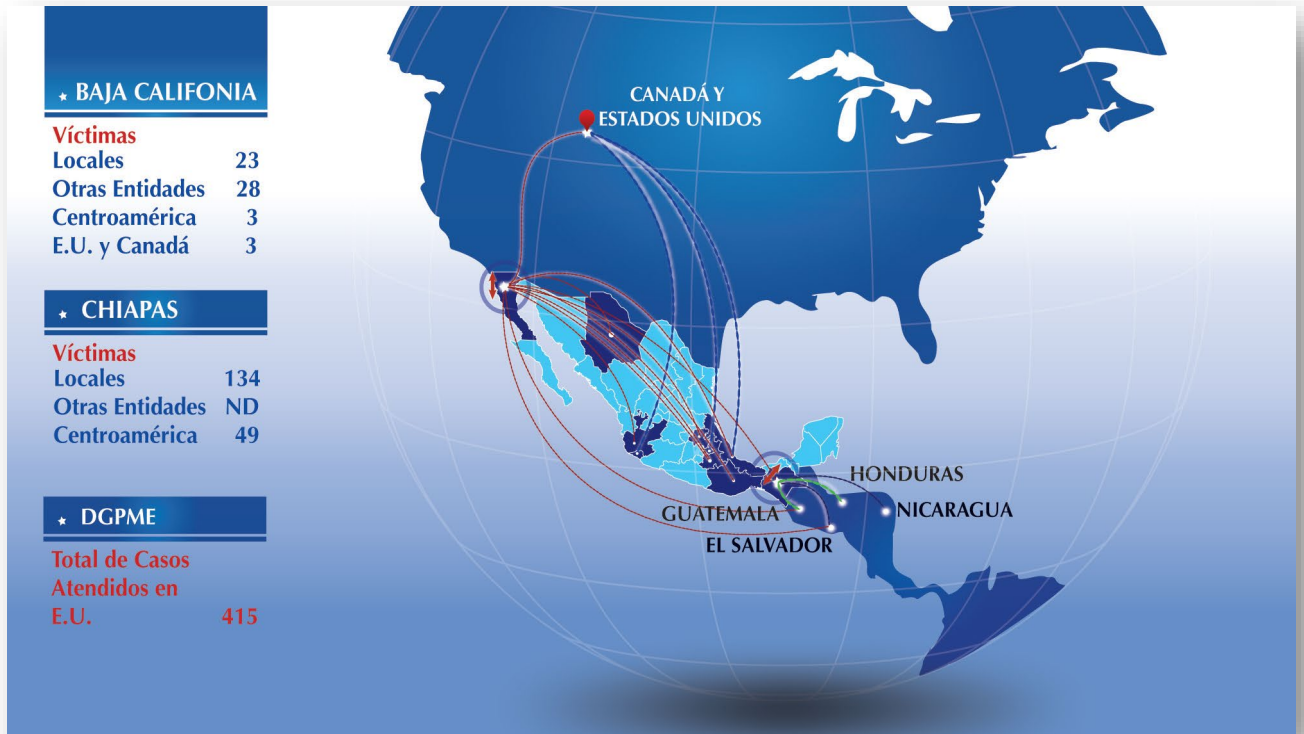 ★ BAJA CALIFONIA
Víctimas
Locales 23
Otras Entidades 28
Centroamérica 3
E.U. y Canadá 3
★ CHIAPAS
Víctimas
Locales 134
Otras Entidades ND
Centroamérica 49
★ DGPME
Total de Casos
Atendidos en
E.U. 415
CANADÁ Y
ESTADOS UNIDOS
HONDURAS
GUATEMALA
NICARAGUA
EL SALVADOR